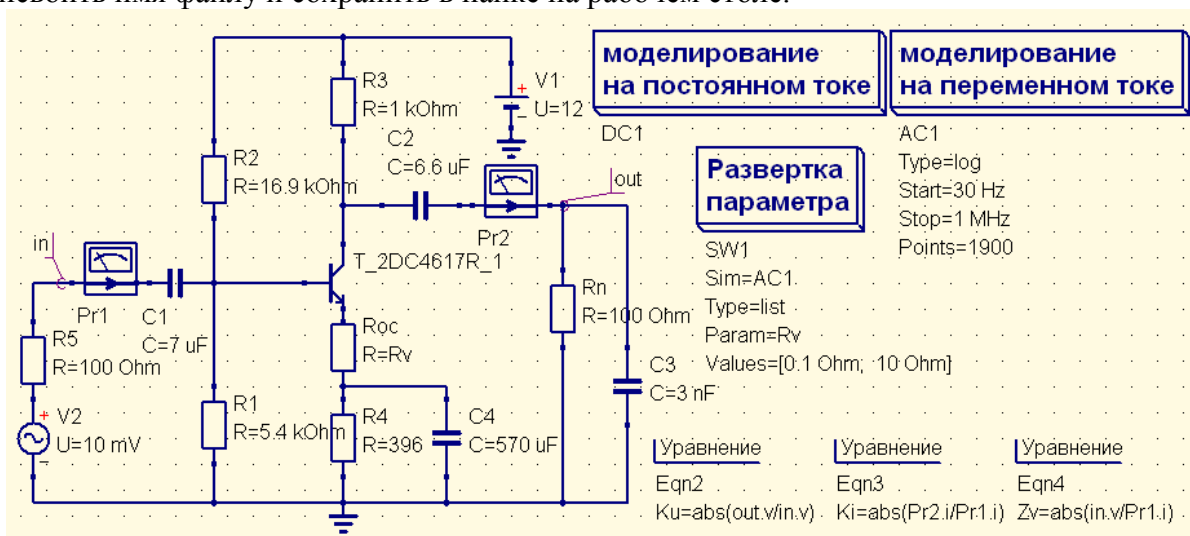 R3
R=1 kOhm
V1
U=12
моделирование
на постоянном токе
DC1
моделирование
на переменном токе
AC1
Type=log
Start=30 Hz
Stop=1 MHz
Points=1900
C2
C=6.6 uF
R2
R=16.9 kOhm
Pr2
out
Развертка
параметра
SW1
Sim=AC1
Type=list
Param=Rv
Values=[0.1 Ohm; 10 Ohm]
in
Pr1
C1
C=7 uF
T_2DC4617R_1
Rn
R=100 Ohm
R5
R=100 Ohm
Roc
R=Rv
C3
C=3 nF
V2
U=10 mV
R1
R=5.4 kOhm
R4
R=396
C4
C=570 uF
Уравнение
Eqn2
Ku=abs(out.v/in.v)
Уравнение
Eqn3
Ki=abs(Pr2.i/Pr1.i)
Уравнение
Eqn4
Zv=abs(in.v/Pr1.i)